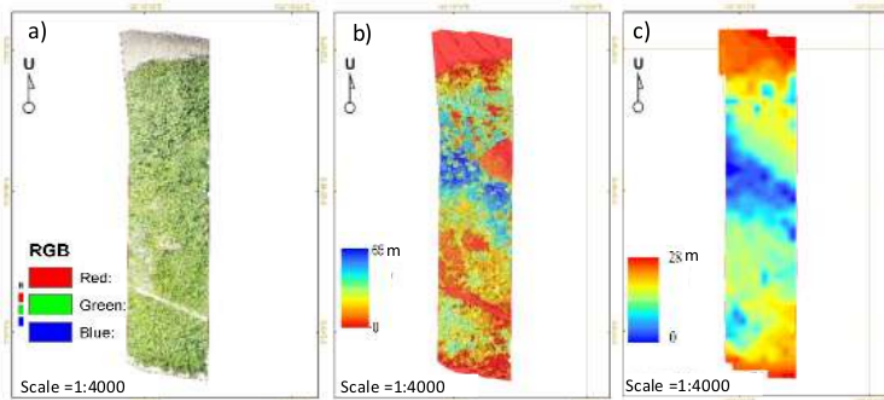 a)
U
RGB
Red:
Green:
Blue:
Scale =1:4000
b)
U
m
0
Scale =1:4000
c)
U
28 m
0
Scale =1:4000